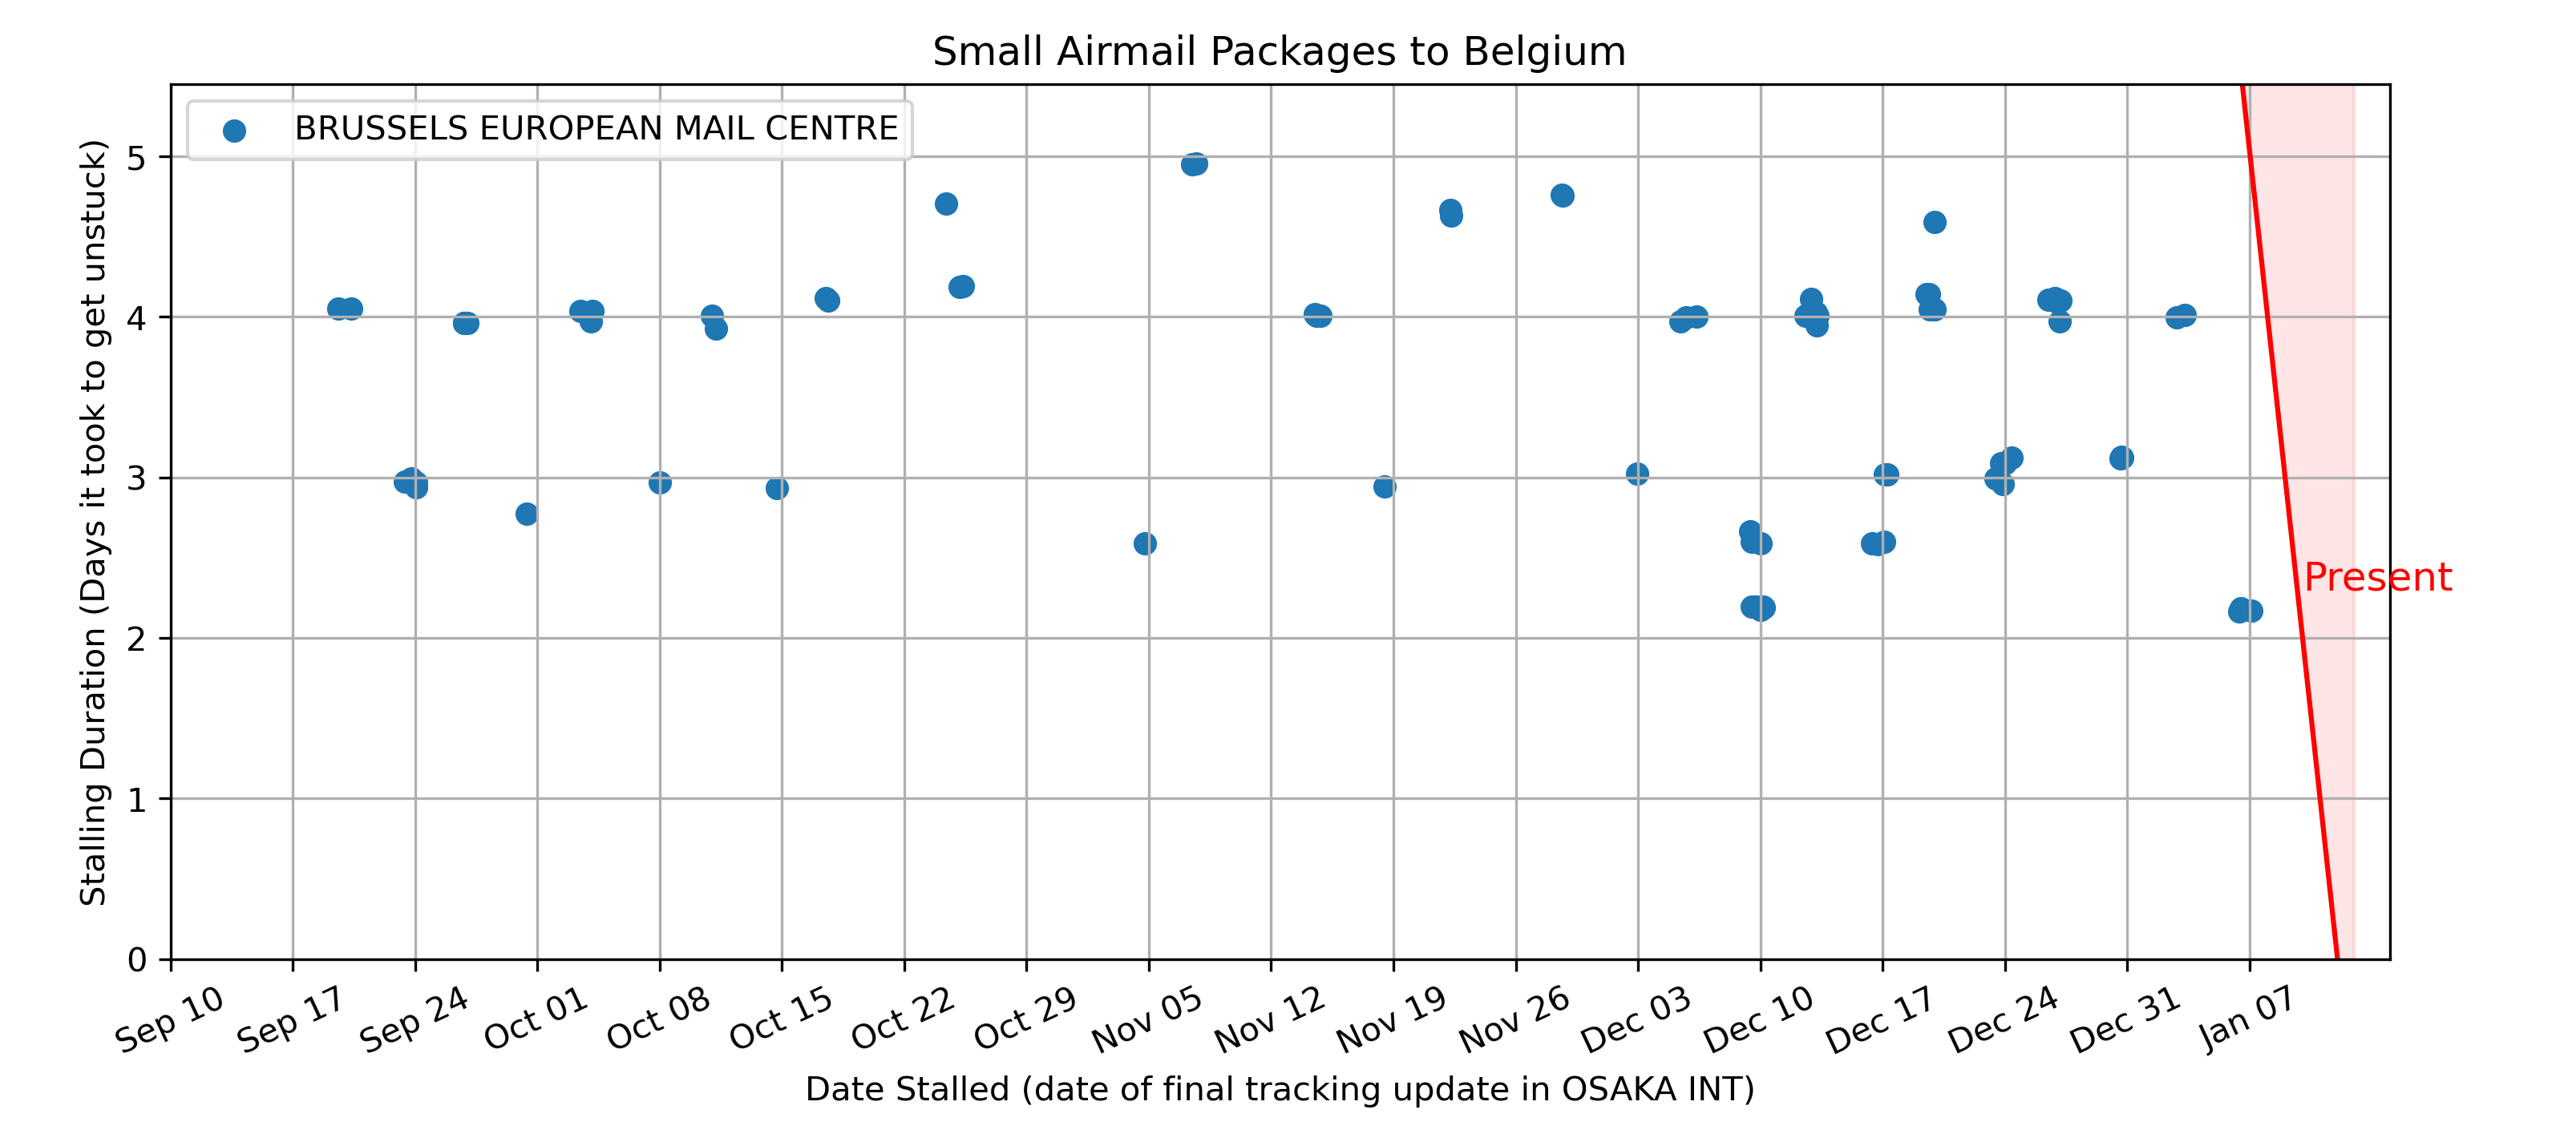 Small Airmail Packages to Belgium
BRUSSELS EUROPEAN MAIL CENTRE
Stalling Duration (Days it took to get unstuck)
5
4
3
2
1
0
Present
Sep 10
Sep 17
Sep 24
Oct 01
Oct 08
Oct 15
Oct 22
Oct 29
Nov 05
Nov 12
Nov 19
Nov 26
Dec 03
Dec 10
Dec 17
Dec 24
Dec 31
Jan 07
Date Stalled (date of final tracking update in OSAKA INT)